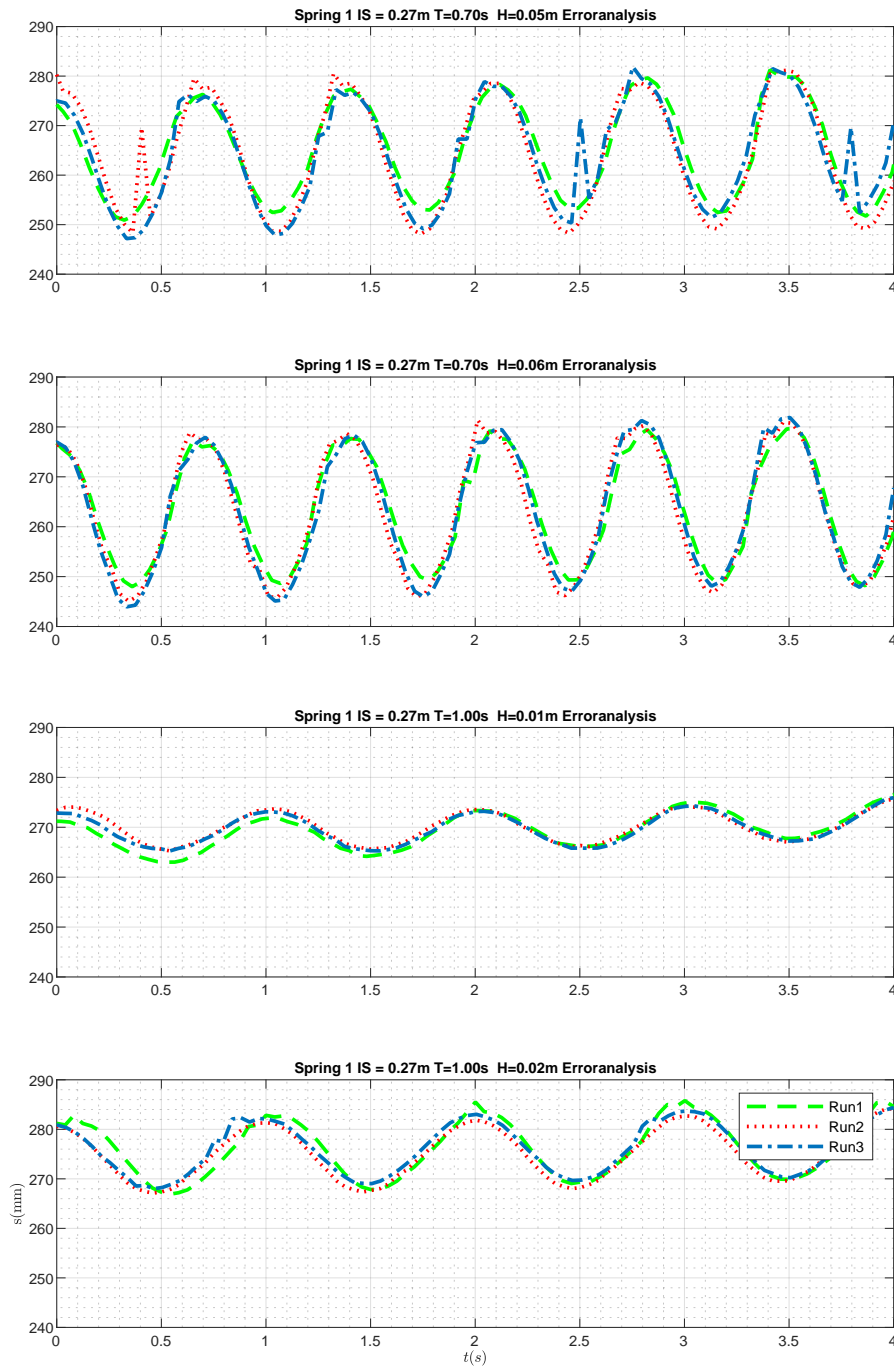 Spring 1 IS = 0.27m T=0.70s H=0.05m Erroranalysis
290
280
270
260
250
240
0 0.5 1 1.5 2 2.5 3 3.5 4
Spring 1 IS = 0.27m T=0.70s H=0.06m Erroranalysis
290
280
270
260
250
240
0 0.5 1 1.5 2 2.5 3 3.5 4
Spring 1 IS = 0.27m T=1.00s H=0.01m Erroranalysis
290
280
270
260
250
240
0 0.5 1 1.5 2 2.5 3 3.5 4
Spring 1 IS = 0.27m T=1.00s H=0.02m Erroranalysis
290
280
270
260
250
240
s(mm)
Run1
Run2
Run3
0 0.5 1 1.5 2 2.5 3 3.5 4
t(s)